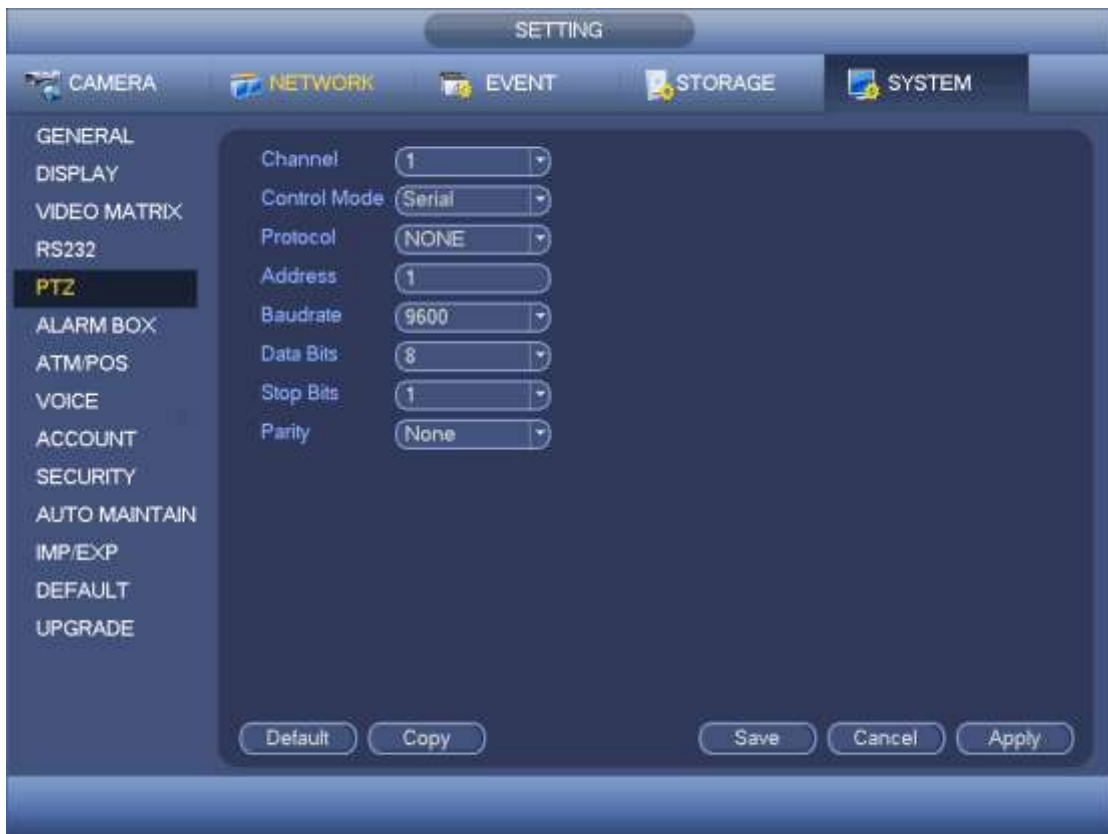 SETTING
CAMERA NETWORK EVENT STORAGE SYSTEM
GENERAL
DISPLAY
VIDEO MATRIX
RS232
PTZ
ALARM BOX
ATM/POS
VOICE
ACCOUNT
SECURITY
AUTO MAINTAIN
IMP/EXP
DEFAULT
UPGRADE
Channel 1
Control Mode Serial
Protocol NONE
Address 1
Baudrate 9600
Data Bits 8
Stop Bits 1
Parity None
Default Copy Save Cancel Apply